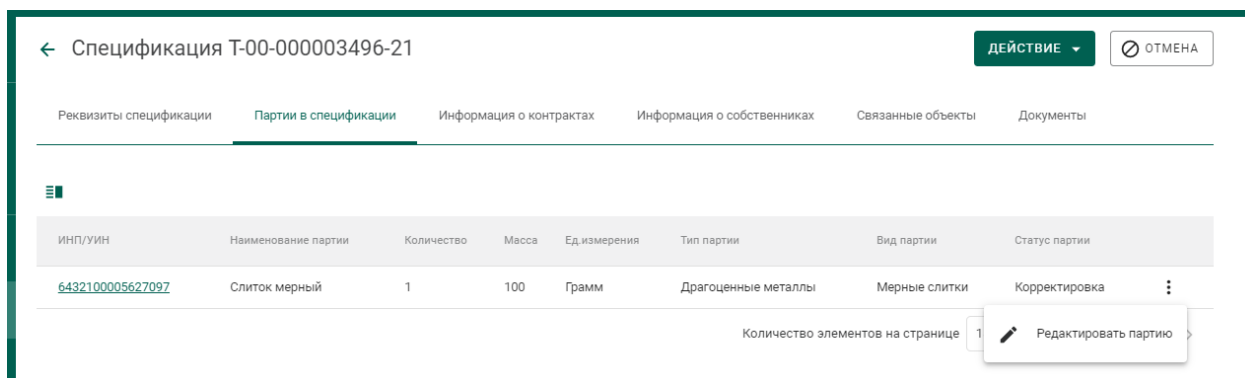 ← Спецификация Т-00-000003496-21
ДЕЙСТВИЕ
ОТМЕНА
Реквизиты спецификации Партии в спецификации Информация о контрактах Информация о собственниках Связанные объекты Документы
ИНП/УИН Наименование партии Количество Масса Ед.измерения Тип партии Вид партии Статус партии
6432100005627097 Слиток мерный 1 100 Грамм Драгоценные металлы Мерные слитки Корректировка
Количество элементов на странице 1
Редактировать партию